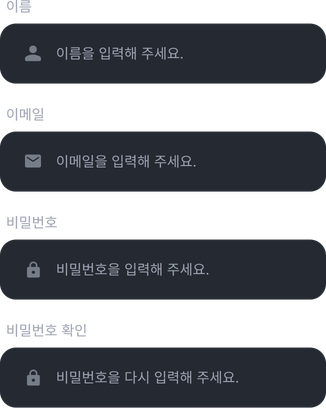 이름
이름을 입력해 주세요.
이메일
이메일을 입력해 주세요.
비밀번호
비밀번호을 입력해 주세요.
비밀번호 확인
비밀번호을 다시 입력해 주세요.